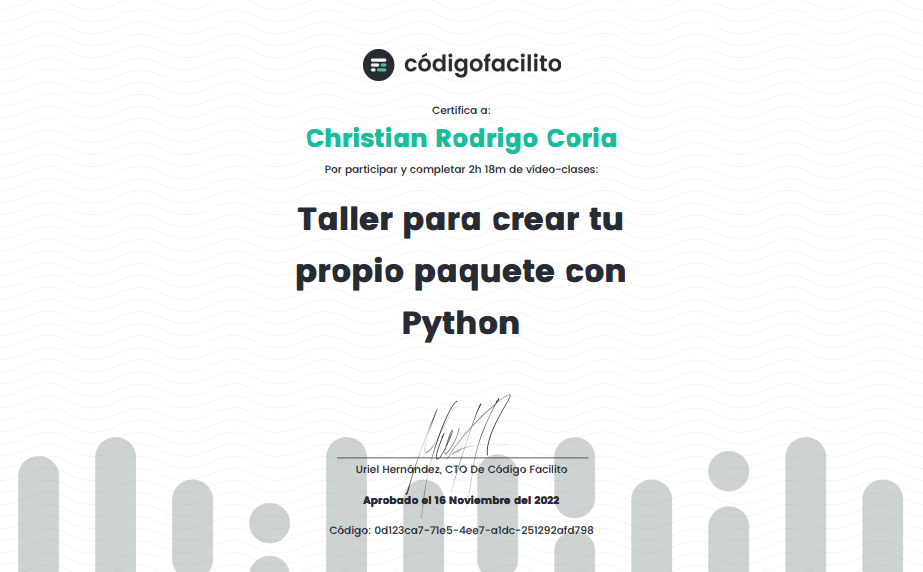 códigofacilito
Certifica a:
Christian Rodrigo Coria
Por participar y completar 2h 18m de vídeo-clases:
Taller para crear tu
propio paquete con
Python
Uriel Hernández, CTO De Código Facilito
Aprobado el 16 Noviembre del 2022
Código: 0d123ca7-71e5-4ee7-a1dc-251292afd798